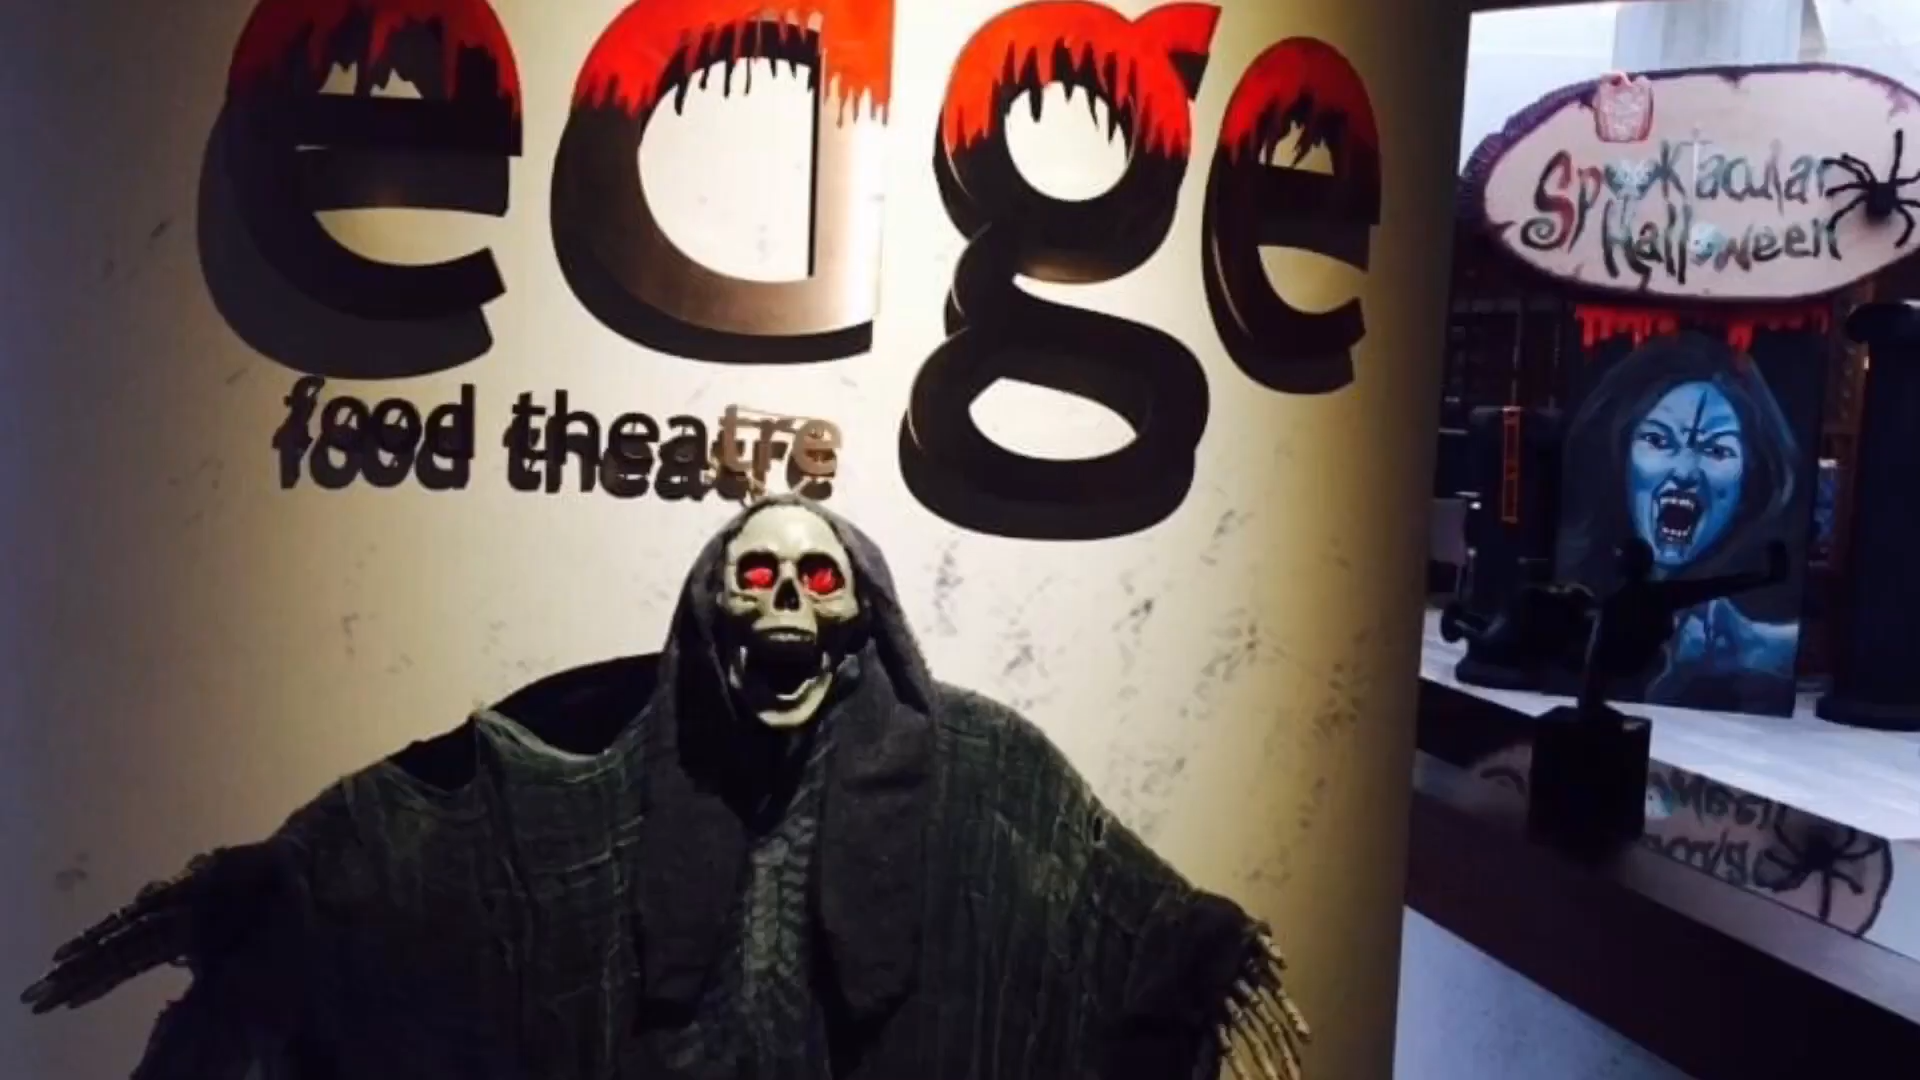 edge
food theatre
Spooktacular
Halloween